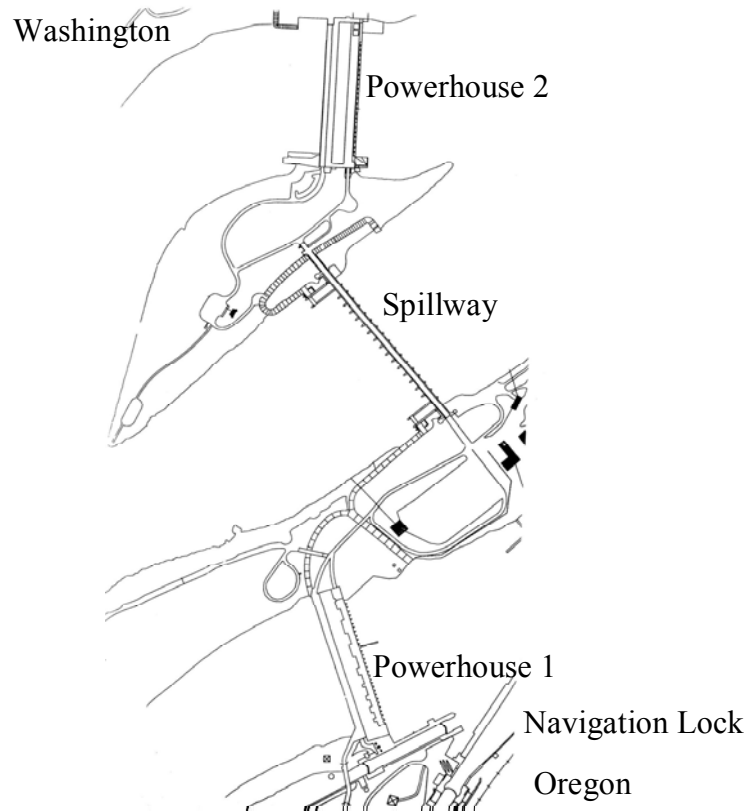 Washington
Powerhouse 2
Spillway
Powerhouse 1
Navigation Lock
Oregon